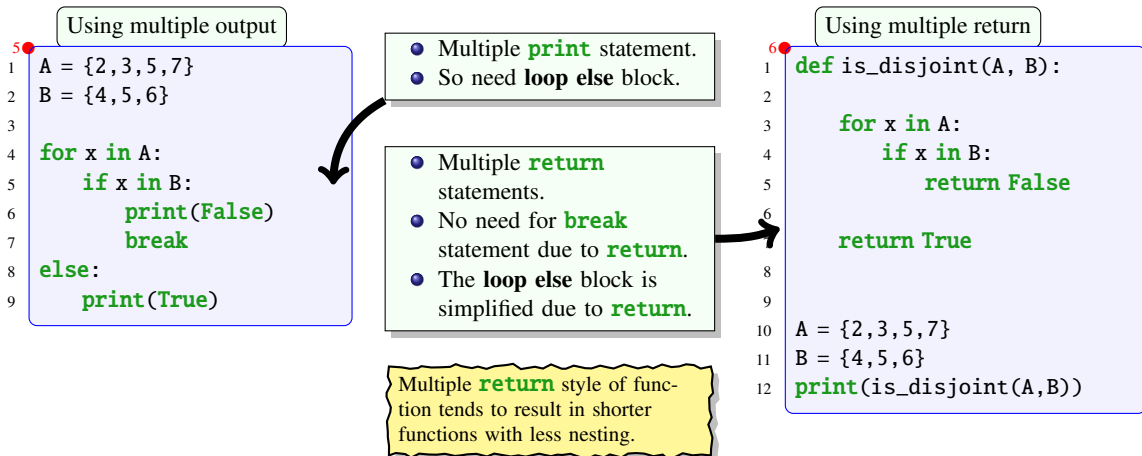 Using multiple output
5
1 A = {2,3,5,7}
2 B = {4,5,6}
3
4 for x in A:
5 if x in B:
6 print(False)
7 break
8 else:
9 print(True)
Multiple print statement.
So need loop else block.
Multiple return
statements.
No need for break
statement due to return.
The loop else block is
simplified due to return.
Multiple return style of func-
tion tends to result in shorter
functions with less nesting.
Using multiple return
6
1 def is_disjoint(A, B):
2
3 for x in A:
4 if x in B:
5 return False
6
7 return True
8
9
10 A = {2,3,5,7}
11 B = {4,5,6}
12 print(is_disjoint(A,B))